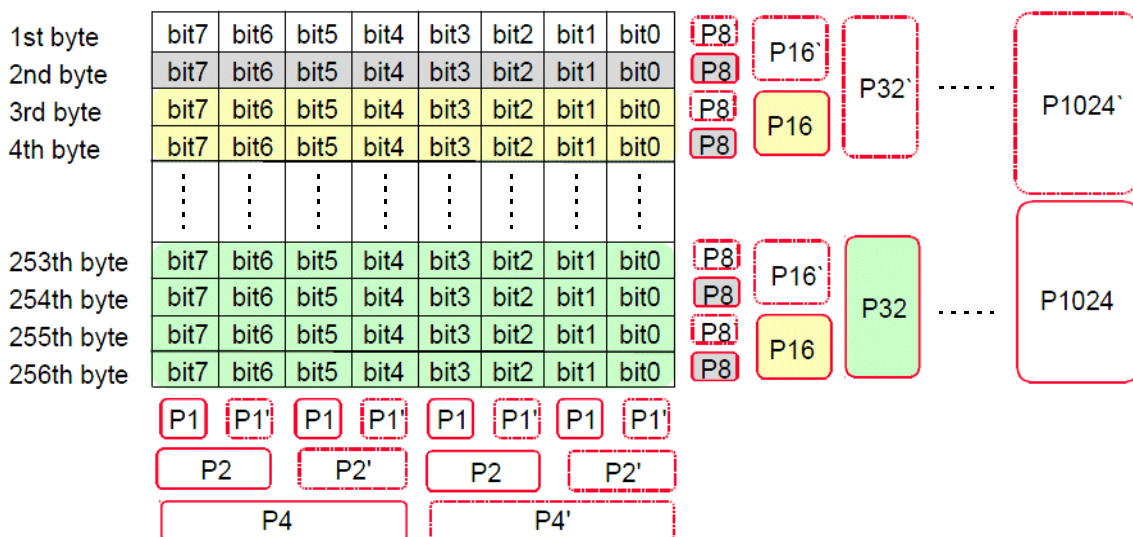 1st byte bit7 bit6 bit5 bit4 bit3 bit2 bit1 bit0 P8`
2nd byte bit7 bit6 bit5 bit4 bit3 bit2 bit1 bit0 P8
P16`
3rd byte bit7 bit6 bit5 bit4 bit3 bit2 bit1 bit0 P8`
P16
4th byte bit7 bit6 bit5 bit4 bit3 bit2 bit1 bit0 P8
P32` ..... P1024`
253th byte bit7 bit6 bit5 bit4 bit3 bit2 bit1 bit0 P8`
254th byte bit7 bit6 bit5 bit4 bit3 bit2 bit1 bit0 P8
P16`
255th byte bit7 bit6 bit5 bit4 bit3 bit2 bit1 bit0 P8`
P16
256th byte bit7 bit6 bit5 bit4 bit3 bit2 bit1 bit0 P8
P32 ..... P1024
P1 P1' P1 P1' P1 P1' P1 P1'
P2 P2' P2 P2'
P4 P4'